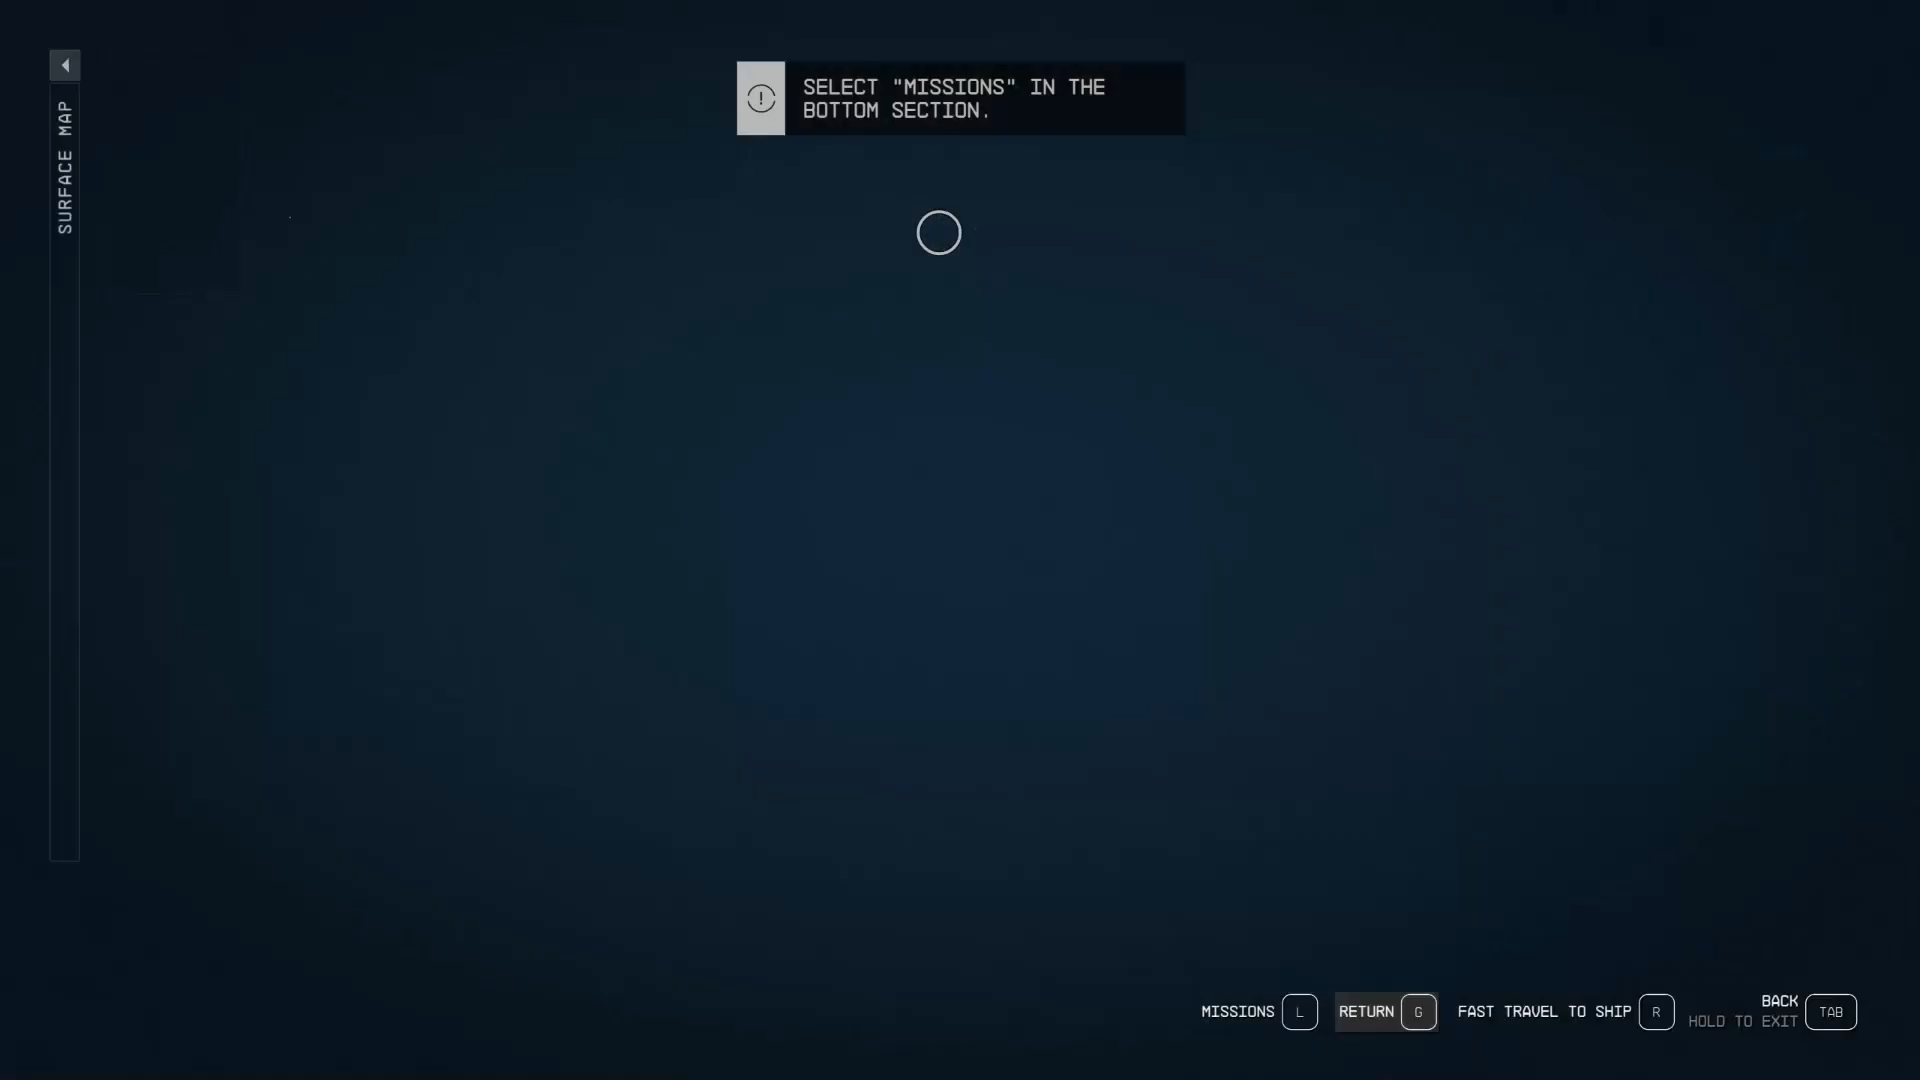 SURFACE MAP
SELECT "MISSIONS" IN THE
BOTTOM SECTION.
MISSIONS L
RETURN G
FAST TRAVEL TO SHIP R
BACK
HOLD TO EXIT
TAB